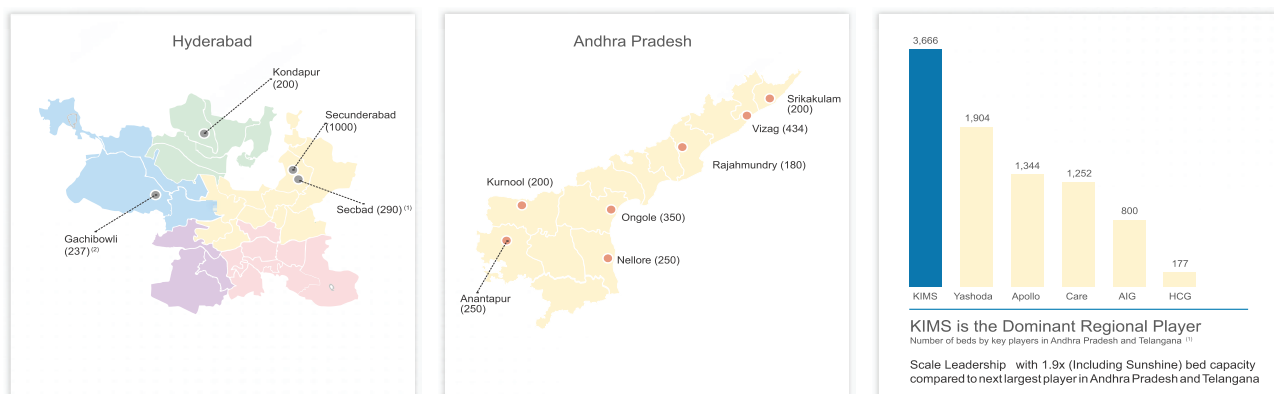 Hyderabad
Kondapur
(200)
Secunderabad
(1000)
Secbad (290) (1)
Gachibowli
(237) (2)
Andhra Pradesh
Srikakulam
(200)
Vizag (434)
Rajahmundry (180)
Kurnool (200)
Ongole (350)
Nellore (250)
Anantapur
(250)
3,666
1,904
1,344
1,252
800
177
KIMS Yashoda Apollo Care AIG HCG
KIMS is the Dominant Regional Player
Number of beds by key players in Andhra Pradesh and Telangana (1)
Scale Leadership with 1.9x (Including Sunshine) bed capacity
compared to next largest player in Andhra Pradesh and Telangana